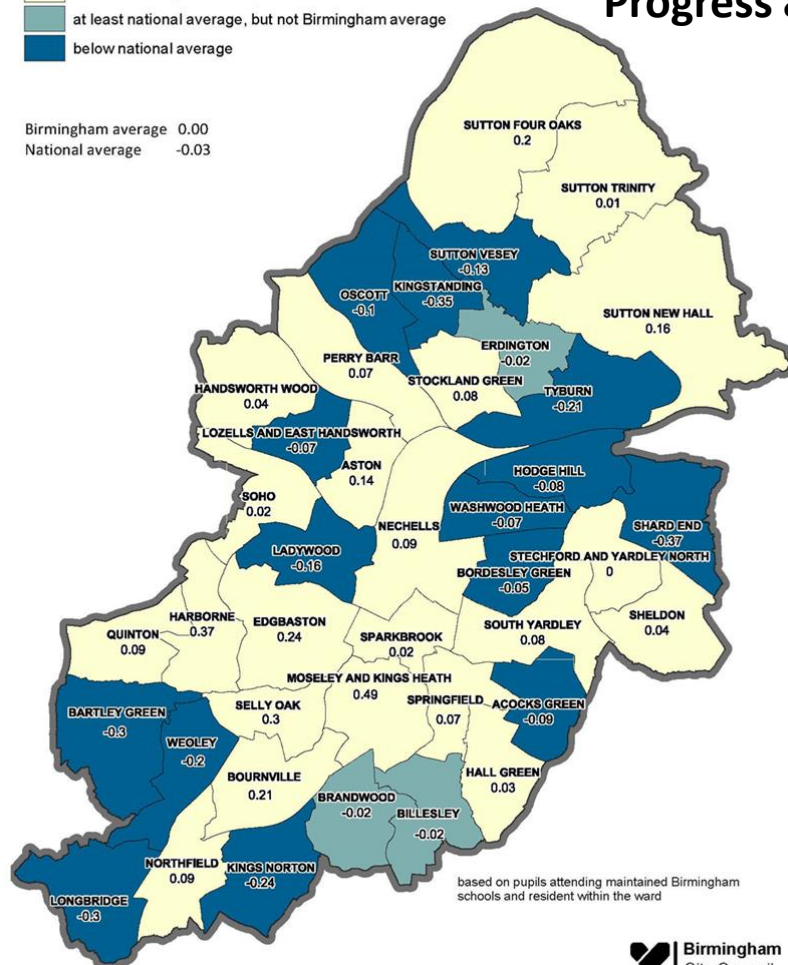 Progress a
at least national average, but not Birmingham average
below national average
Birmingham average 0.00
National average -0.03
SUTTON FOUR OAKS
0.2
SUTTON TRINITY
0.01
SUTTON VESEY
-0.13
OSCOTT
-0.1
KINGSTANDING
-0.35
SUTTON NEW HALL
0.16
ERDINGTON
-0.02
PERRY BARR
0.07
STOCKLAND GREEN
0.08
TYBURN
-0.21
HANDSWORTH WOOD
0.04
LOZELLS AND EAST HANDSWORTH
-0.07
ASTON
0.14
HODGE HILL
-0.08
SOHO
0.02
WASHWOOD HEATH
-0.07
SHARD END
-0.37
NECHELLS
0.09
LADYWOOD
-0.16
STECHFORD AND YARDLEY NORTH
0
BORDESLEY GREEN
-0.05
HARBORNE
0.37
EDGBASTON
0.24
SHELDON
0.04
QUINTON
0.09
SPARKBROOK
0.02
SOUTH YARDLEY
0.08
MOSELEY AND KINGS HEATH
0.49
SPRINGFIELD
0.07
ACOCKS GREEN
-0.09
BARTLEY GREEN
-0.3
SELLY OAK
0.3
WEOLEY
-0.2
BOURNVILLE
0.21
HALL GREEN
0.03
BRANDWOOD
-0.02
BILLESLEY
-0.02
NORTHFIELD
0.09
KINGS NORTON
-0.24
LONGBRIDGE
-0.3
based on pupils attending maintained Birmingham
schools and resident within the ward
Birmingham
City Council